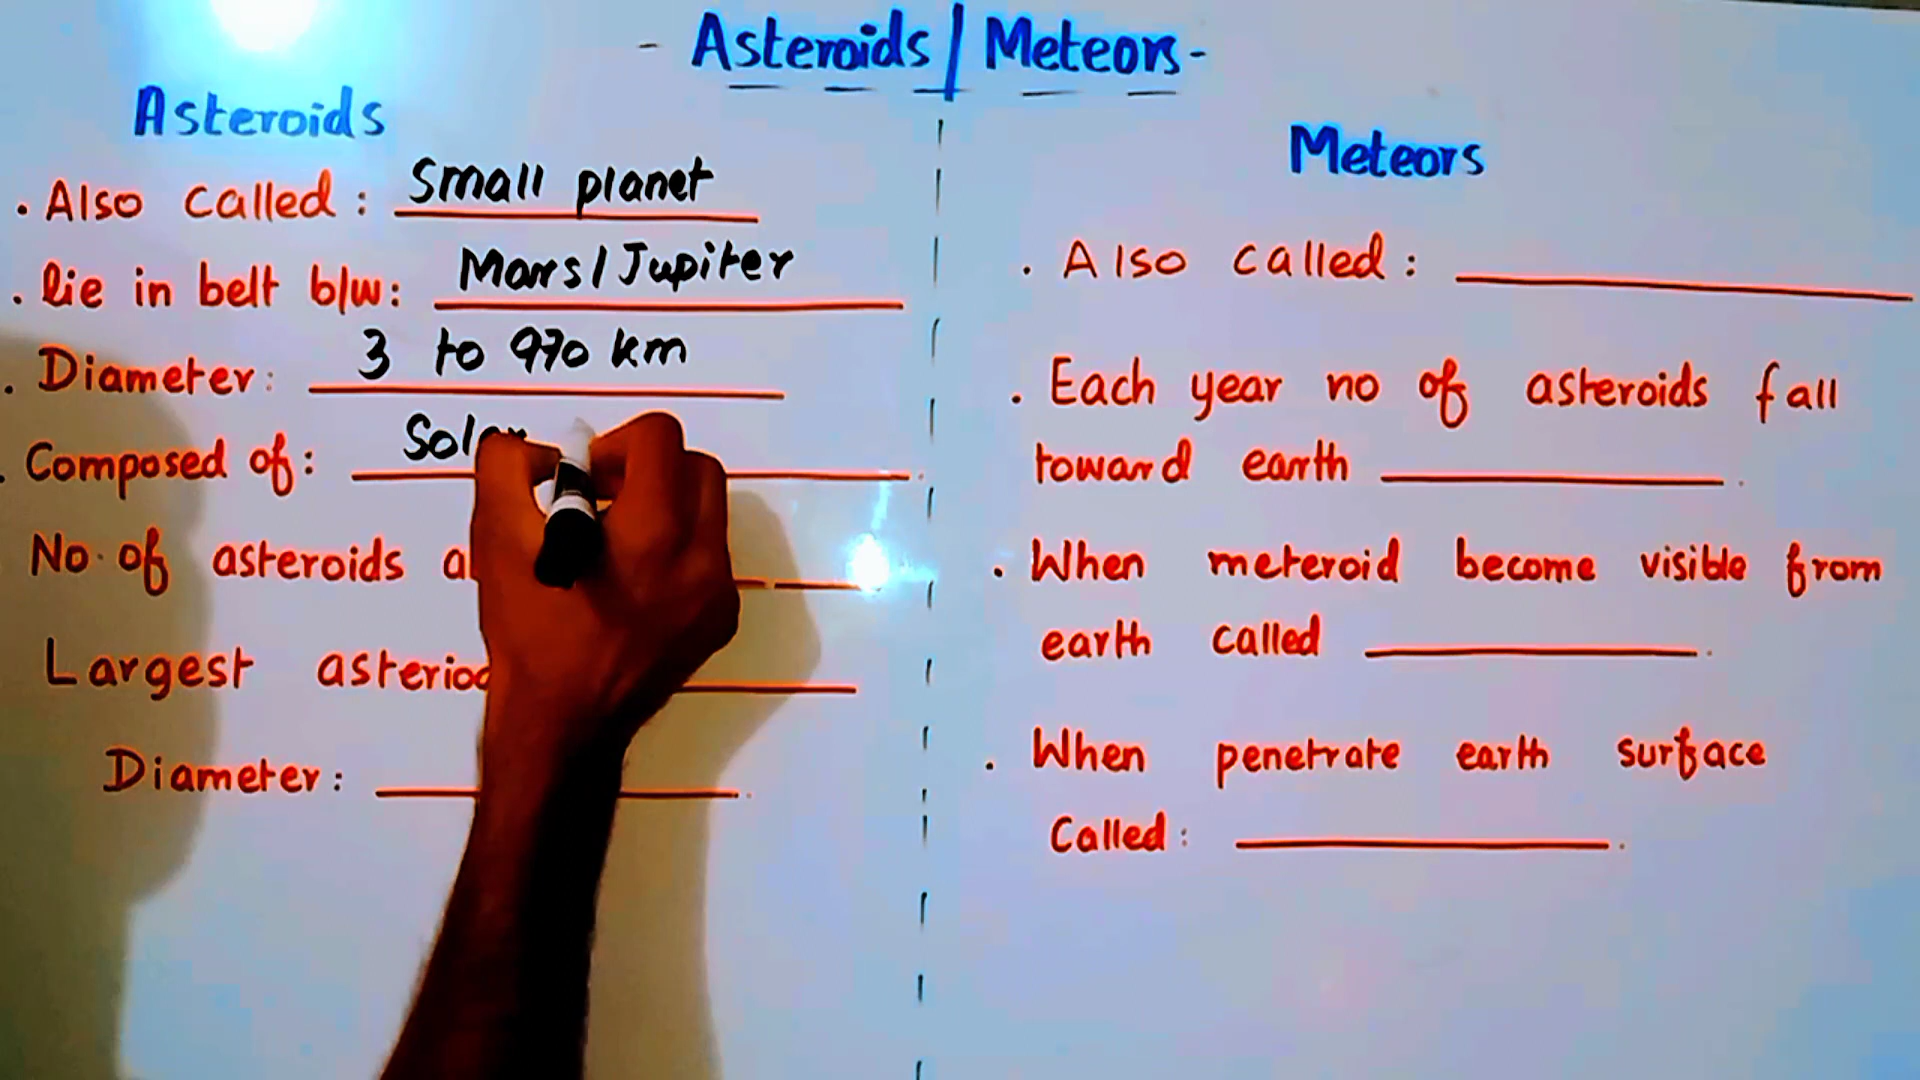 - Asteroids / Meteors -
Asteroids
. Also called : Small planet
. lie in belt b/w: Mars / Jupiter
. Diameter: 3 to 970 km
. Composed of: Solar
No. of asteroids
Largest
Diameter:
Meteors
. Also called :
. Each year no of asteroids fall
toward earth .
. When meteroid become visible from
earth called .
. When penetrate earth surface
Called: .